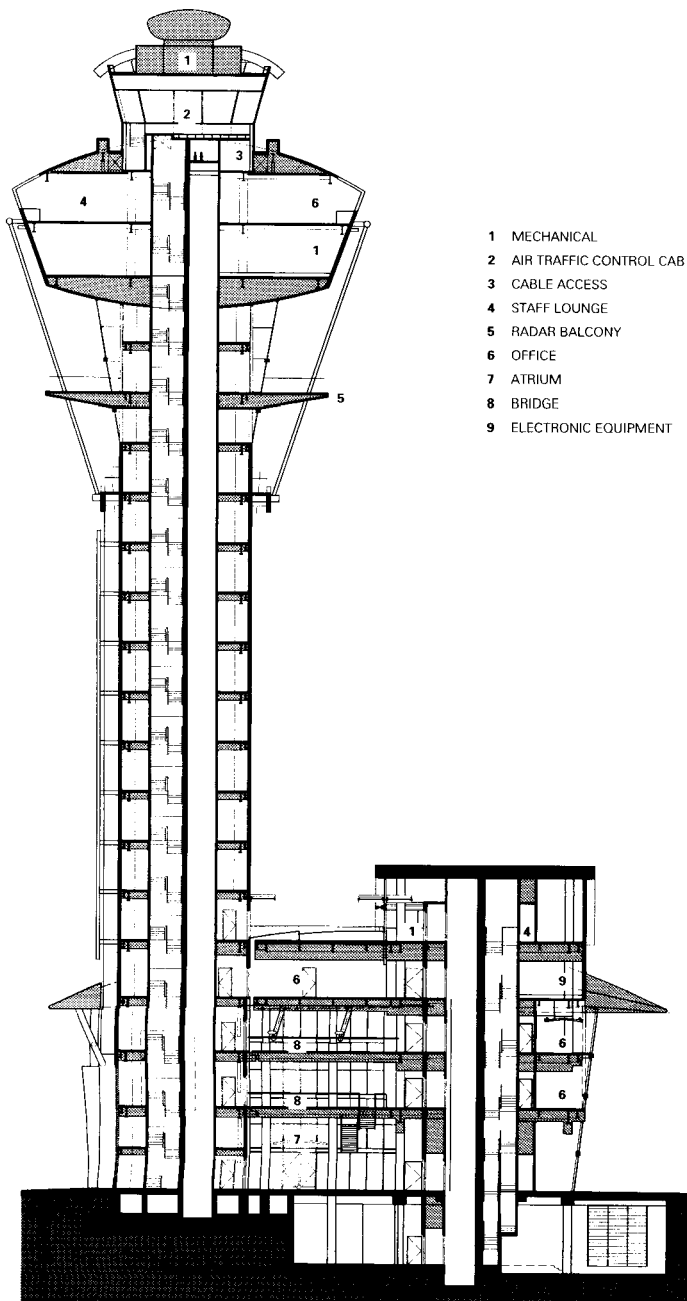 1
2
3
4 6
1
5
1 MECHANICAL
2 AIR TRAFFIC CONTROL CAB
3 CABLE ACCESS
4 STAFF LOUNGE
5 RADAR BALCONY
6 OFFICE
7 ATRIUM
8 BRIDGE
9 ELECTRONIC EQUIPMENT
1 4
6 9
8 6
8 6
7